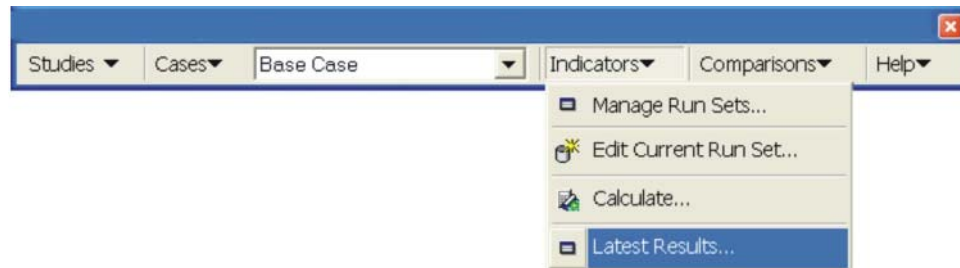 Studies ▼ Cases▼ Base Case Indicators▼ Comparisons▼ Help▼
Manage Run Sets...
Edit Current Run Set...
Calculate...
Latest Results...